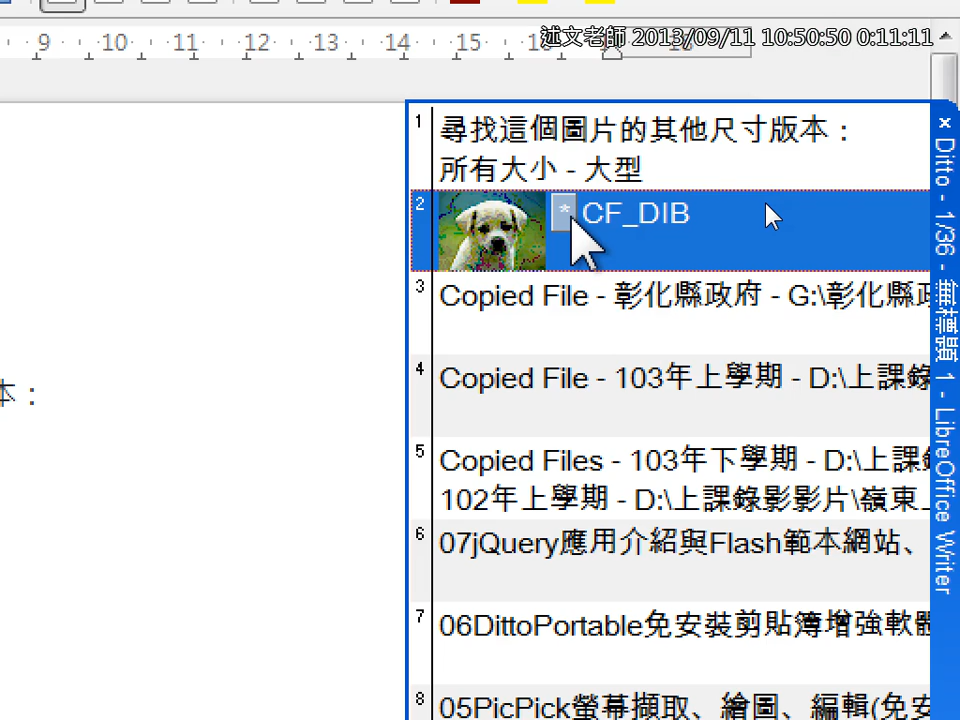 述文老師 2013/09/11 10:50:50 0:11:11
9 10 11 12 13 14 15
1
尋找這個圖片的其他尺寸版本：
所有大小 - 大型
2
* CF_DIB
3
Copied File - 彰化縣政府 - G:\彰化縣
4
Copied File - 103年上學期 - D:\上課
本：
5
Copied Files - 103年下學期 - D:\上課
102年上學期 - D:\上課錄影影片\嶺東
6
07jQuery應用介紹與Flash範本網站、
7
06DittoPortable免安裝剪貼簿增強軟體
8
05PicPick螢幕擷取、繪圖、編輯(免安
× Ditto - 1/36 - 無標題 1 - LibreOffice Writer